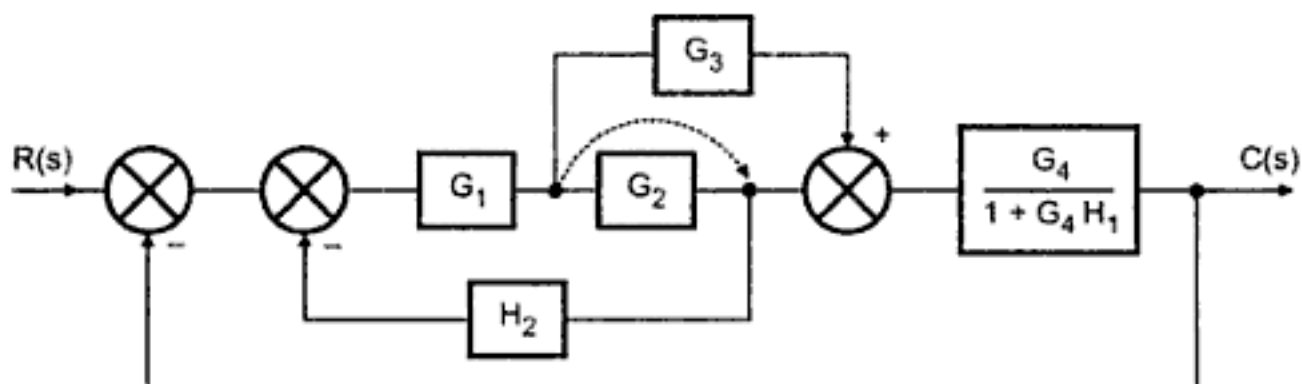 G3
R(s)
G1
G2
+
G4
1 + G4 H1
C(s)
−
−
H2